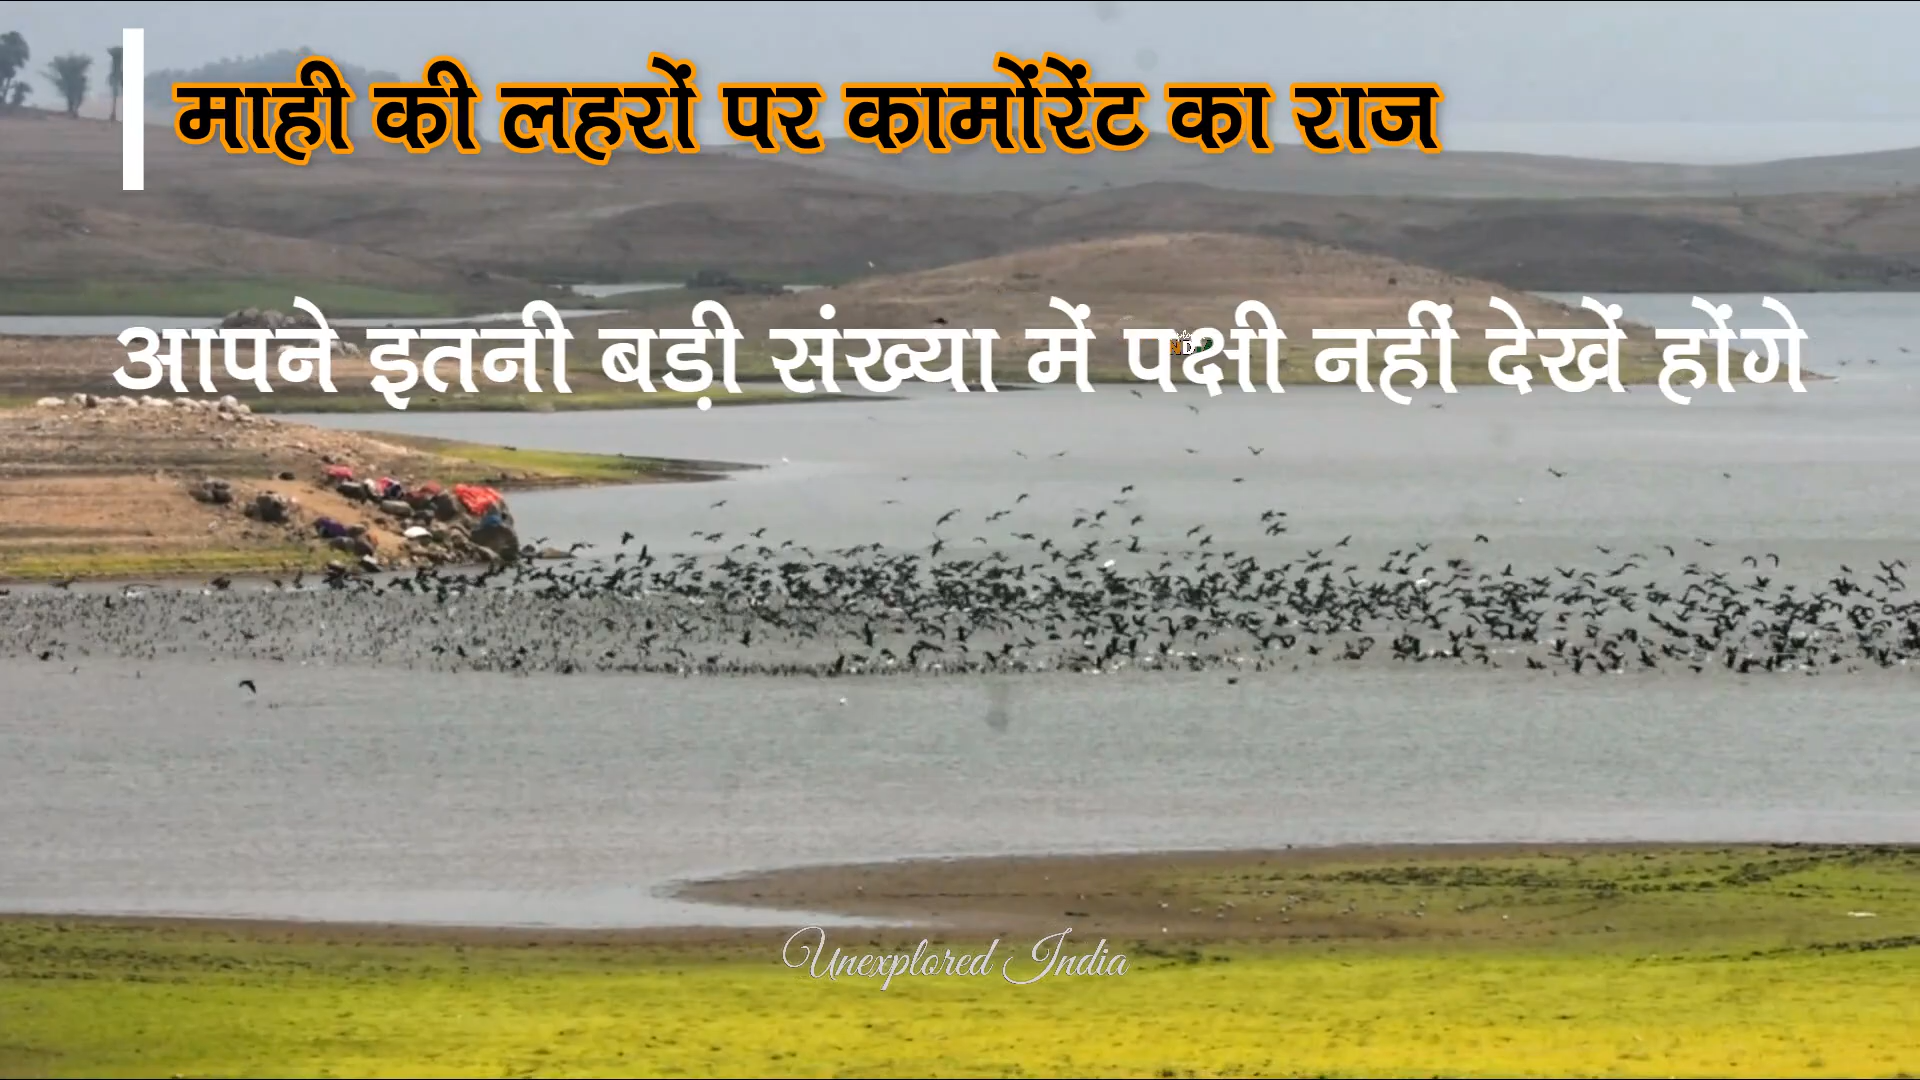 माही की लहरों पर कार्मोरेंट का राज
आपने इतनी बड़ी संख्या में पक्षी नहीं देखें होंगे
Unexplored India